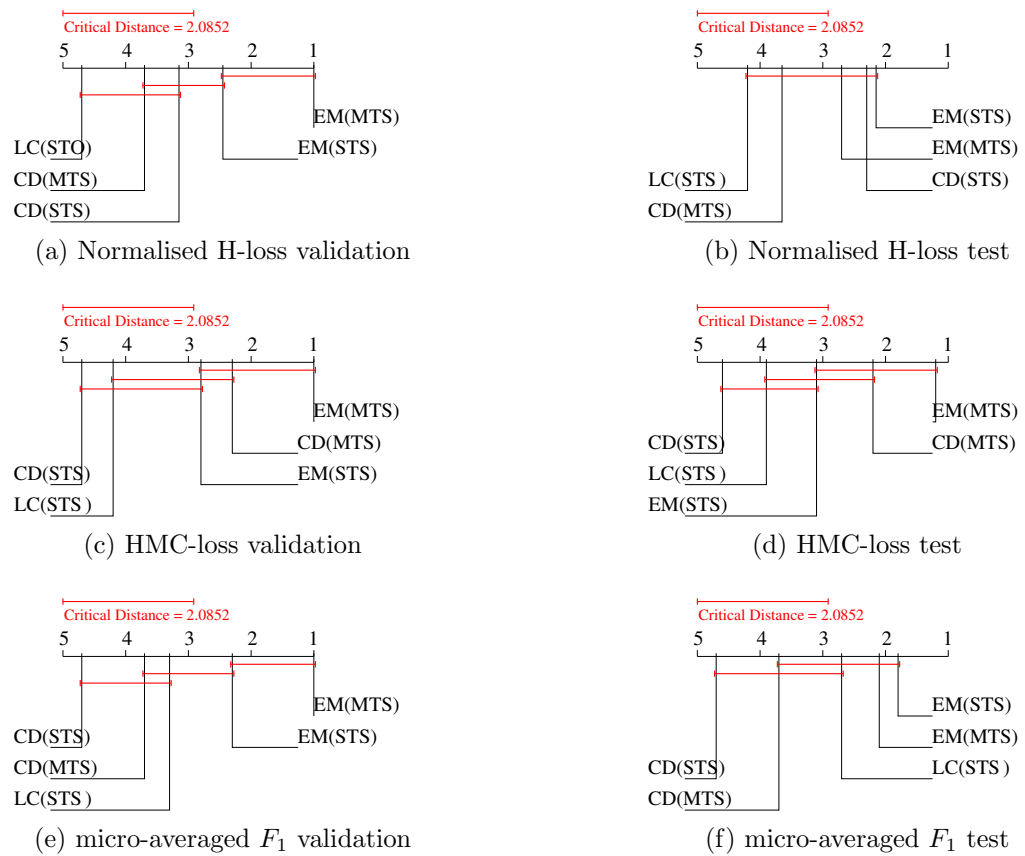 Critical Distance = 2.0852
5 4 3 2 1
EM(MTS)
LC(STO)
EM(STS)
CD(MTS)
CD(STS)
(a) Normalised H-loss validation
Critical Distance = 2.0852
5 4 3 2 1
EM(STS)
EM(MTS)
LC(STS)
CD(STS)
CD(MTS)
(b) Normalised H-loss test
Critical Distance = 2.0852
5 4 3 2 1
EM(MTS)
CD(MTS)
CD(STS)
EM(STS)
LC(STS)
(c) HMC-loss validation
Critical Distance = 2.0852
5 4 3 2 1
EM(MTS)
CD(STS)
CD(MTS)
LC(STS)
EM(STS)
(d) HMC-loss test
Critical Distance = 2.0852
5 4 3 2 1
EM(MTS)
CD(STS)
EM(STS)
CD(MTS)
LC(STS)
(e) micro-averaged F1 validation
Critical Distance = 2.0852
5 4 3 2 1
EM(STS)
EM(MTS)
CD(STS)
LC(STS)
CD(MTS)
(f) micro-averaged F1 test